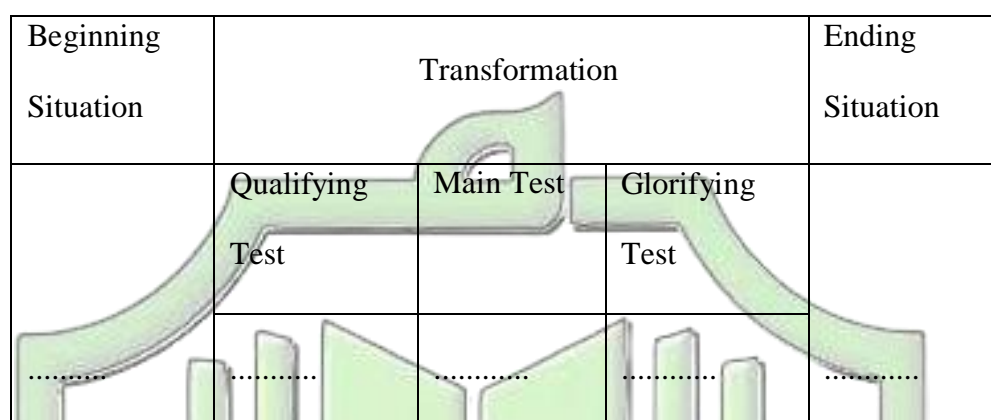 Beginning
Situation
Transformation
Ending
Situation
Qualifying
Test
Main Test
Glorifying
Test
...........
............
.............
.............
.............